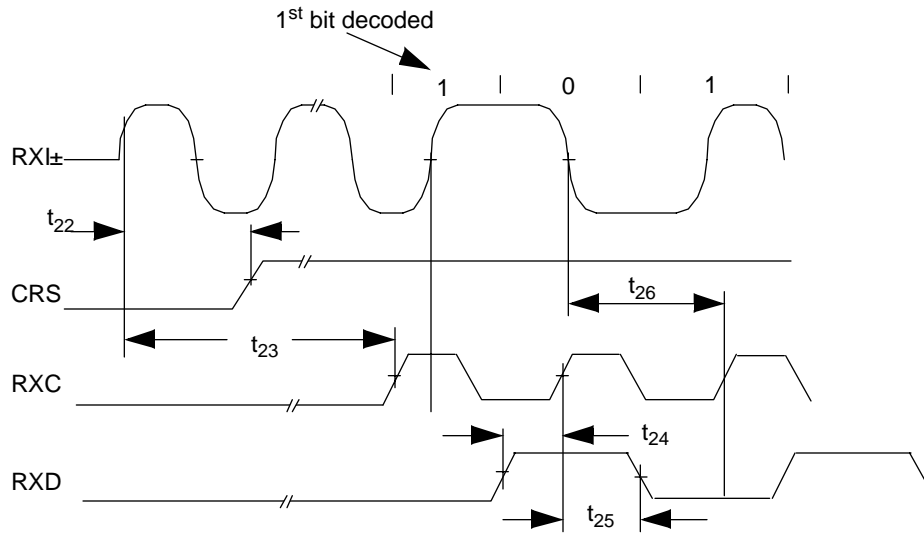 1st bit decoded
| 1 | 0 | 1 |
RXI±
t22
CRS
t26
t23
RXC
t24
RXD
t25